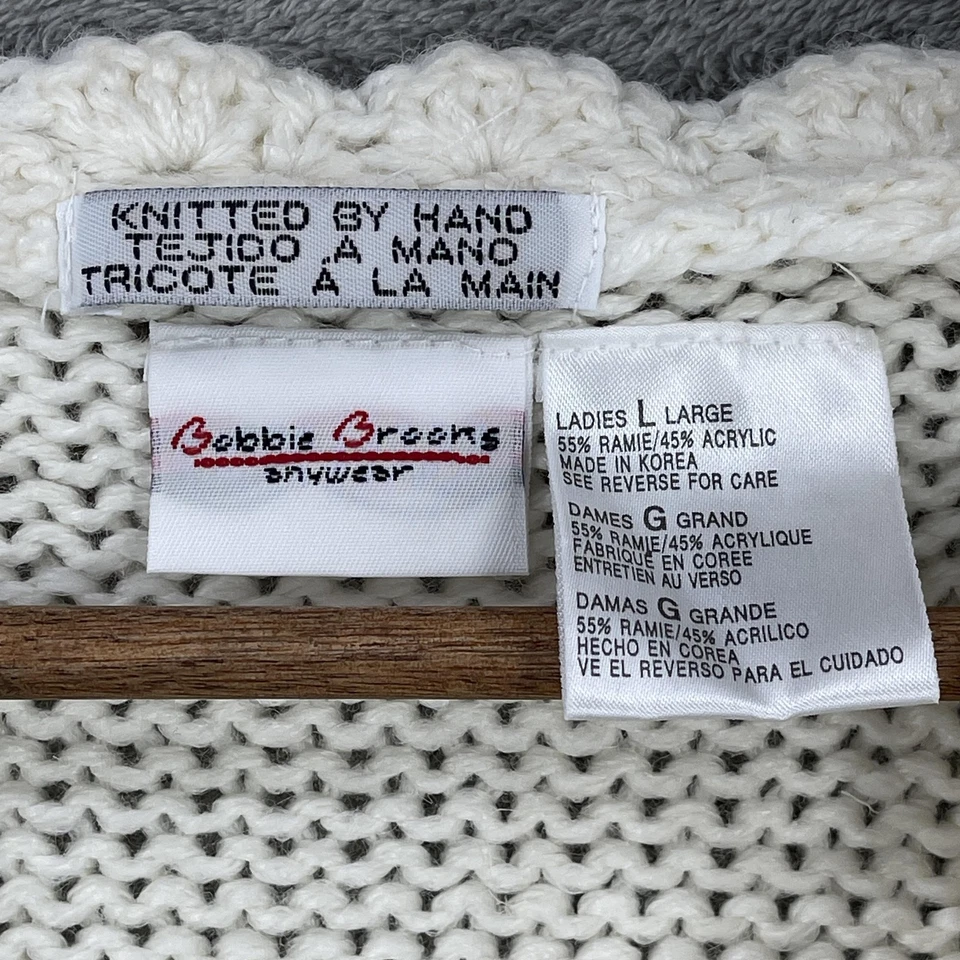 KNITTED BY HAND
TEJIDO A MANO
TRICOTE A LA MAIN
Bobbie Brooks
anywear
LADIES L LARGE
55% RAMIE/45% ACRYLIC
MADE IN KOREA
SEE REVERSE FOR CARE
DAMES G GRAND
55% RAMIE/45% ACRYLIQUE
FABRIQUE EN COREE
ENTRETIEN AU VERSO
DAMAS G GRANDE
55% RAMIE/45% ACRILICO
HECHO EN COREA
VE EL REVERSO PARA EL CUIDADO